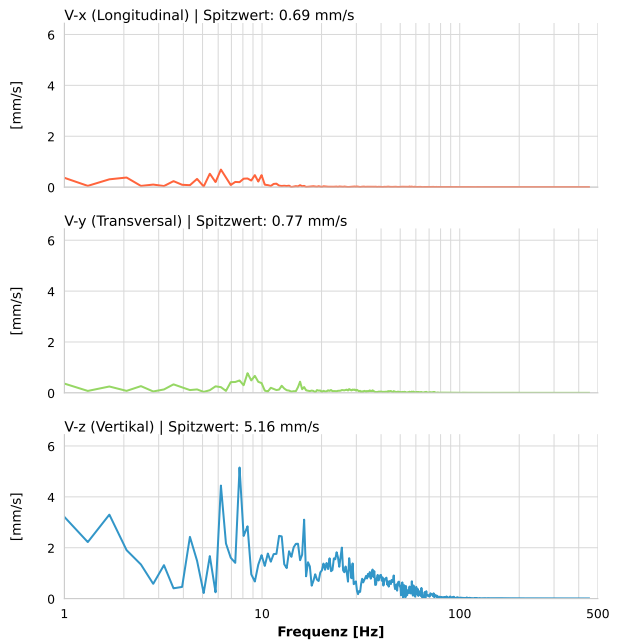 V-x (Longitudinal) | Spitzwert: 0.69 mm/s
6
4
2
0
[mm/s]
V-y (Transversal) | Spitzwert: 0.77 mm/s
6
4
2
0
[mm/s]
V-z (Vertikal) | Spitzwert: 5.16 mm/s
6
4
2
0
[mm/s]
1 10 100 500
Frequenz [Hz]